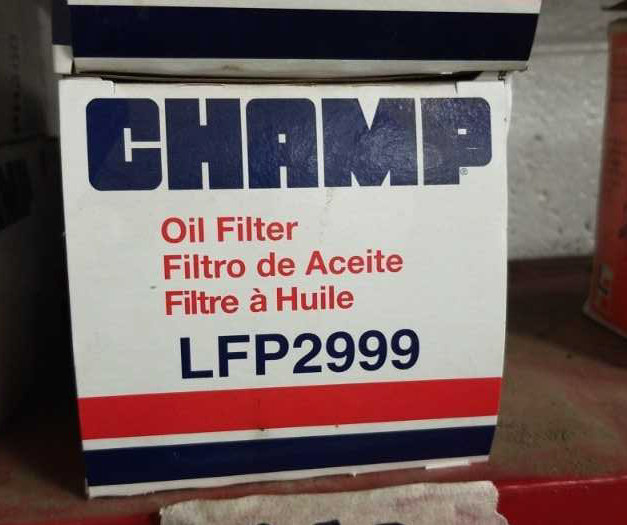 CHAMP®
Oil Filter
Filtro de Aceite
Filtre à Huile
LFP2999